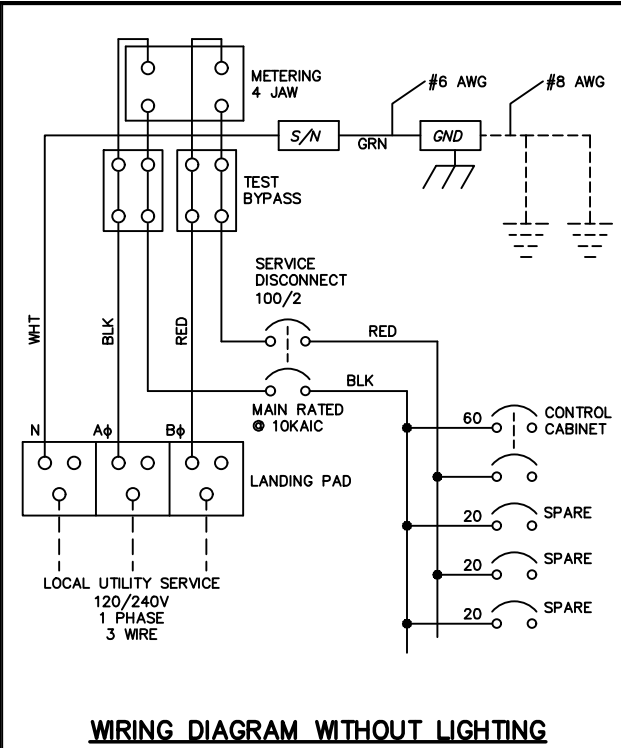 METERING
4 JAW
#6 AWG
#8 AWG
S/N
GRN
GND
TEST
BYPASS
SERVICE
DISCONNECT
100/2
WHT
BLK
RED
RED
BLK
MAIN RATED
@ 10KAIC
60
CONTROL
CABINET
N
Aϕ
Bϕ
LANDING PAD
20
SPARE
20
SPARE
20
SPARE
LOCAL UTILITY SERVICE
120/240V
1 PHASE
3 WIRE
WIRING DIAGRAM WITHOUT LIGHTING